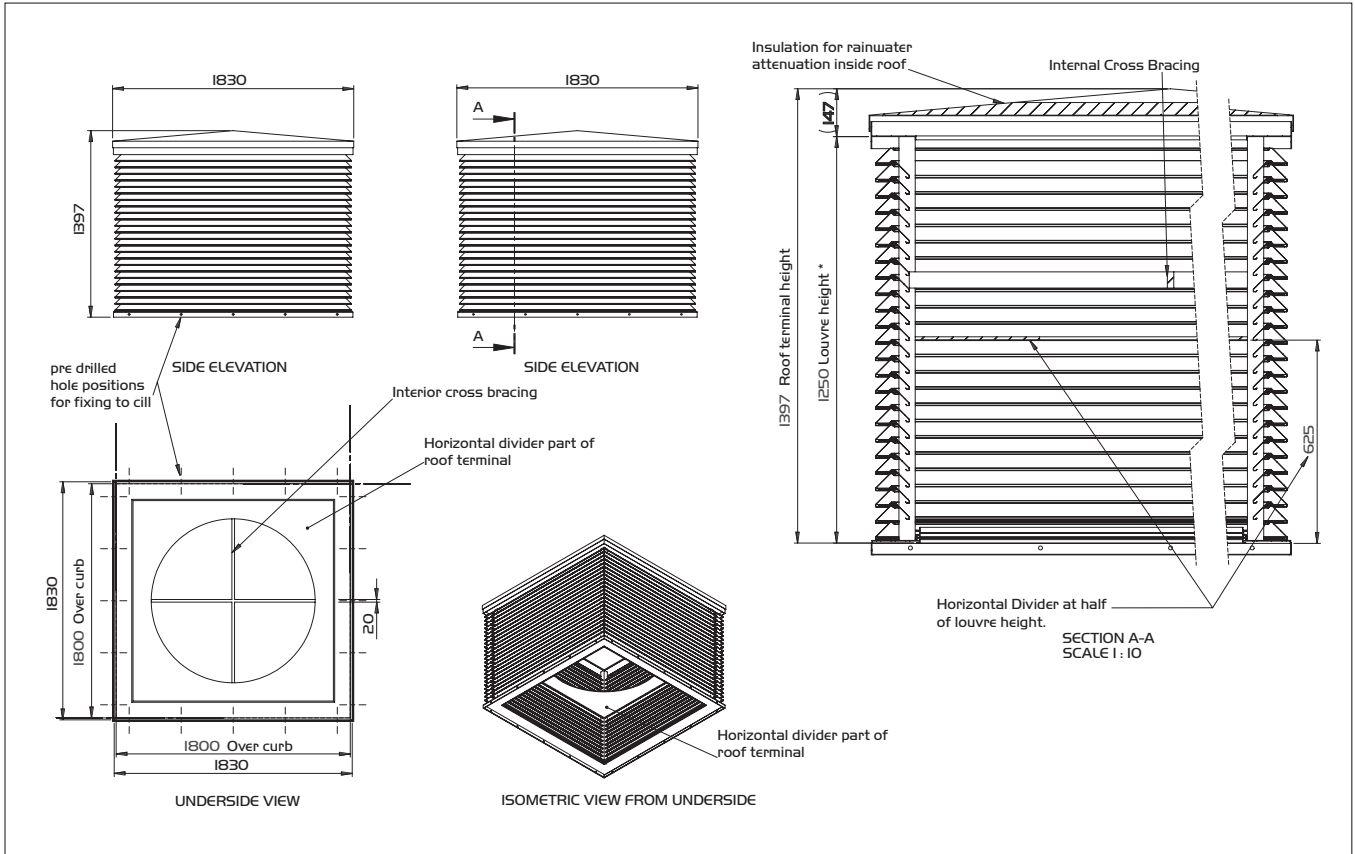 1830
1397
SIDE ELEVATION
pre drilled
hole positions
for fixing to cill
1830
A
A
SIDE ELEVATION
Insulation for rainwater
attenuation inside roof
Internal Cross Bracing
(147)
1397 Roof terminal height
1250 Louvre height *
625
Horizontal Divider at half
of louvre height.
SECTION A-A
SCALE 1 : 10
Interior cross bracing
Horizontal divider part of
roof terminal
1830
1800 Over curb
20
1800 Over curb
1830
UNDERSIDE VIEW
Horizontal divider part of
roof terminal
ISOMETRIC VIEW FROM UNDERSIDE